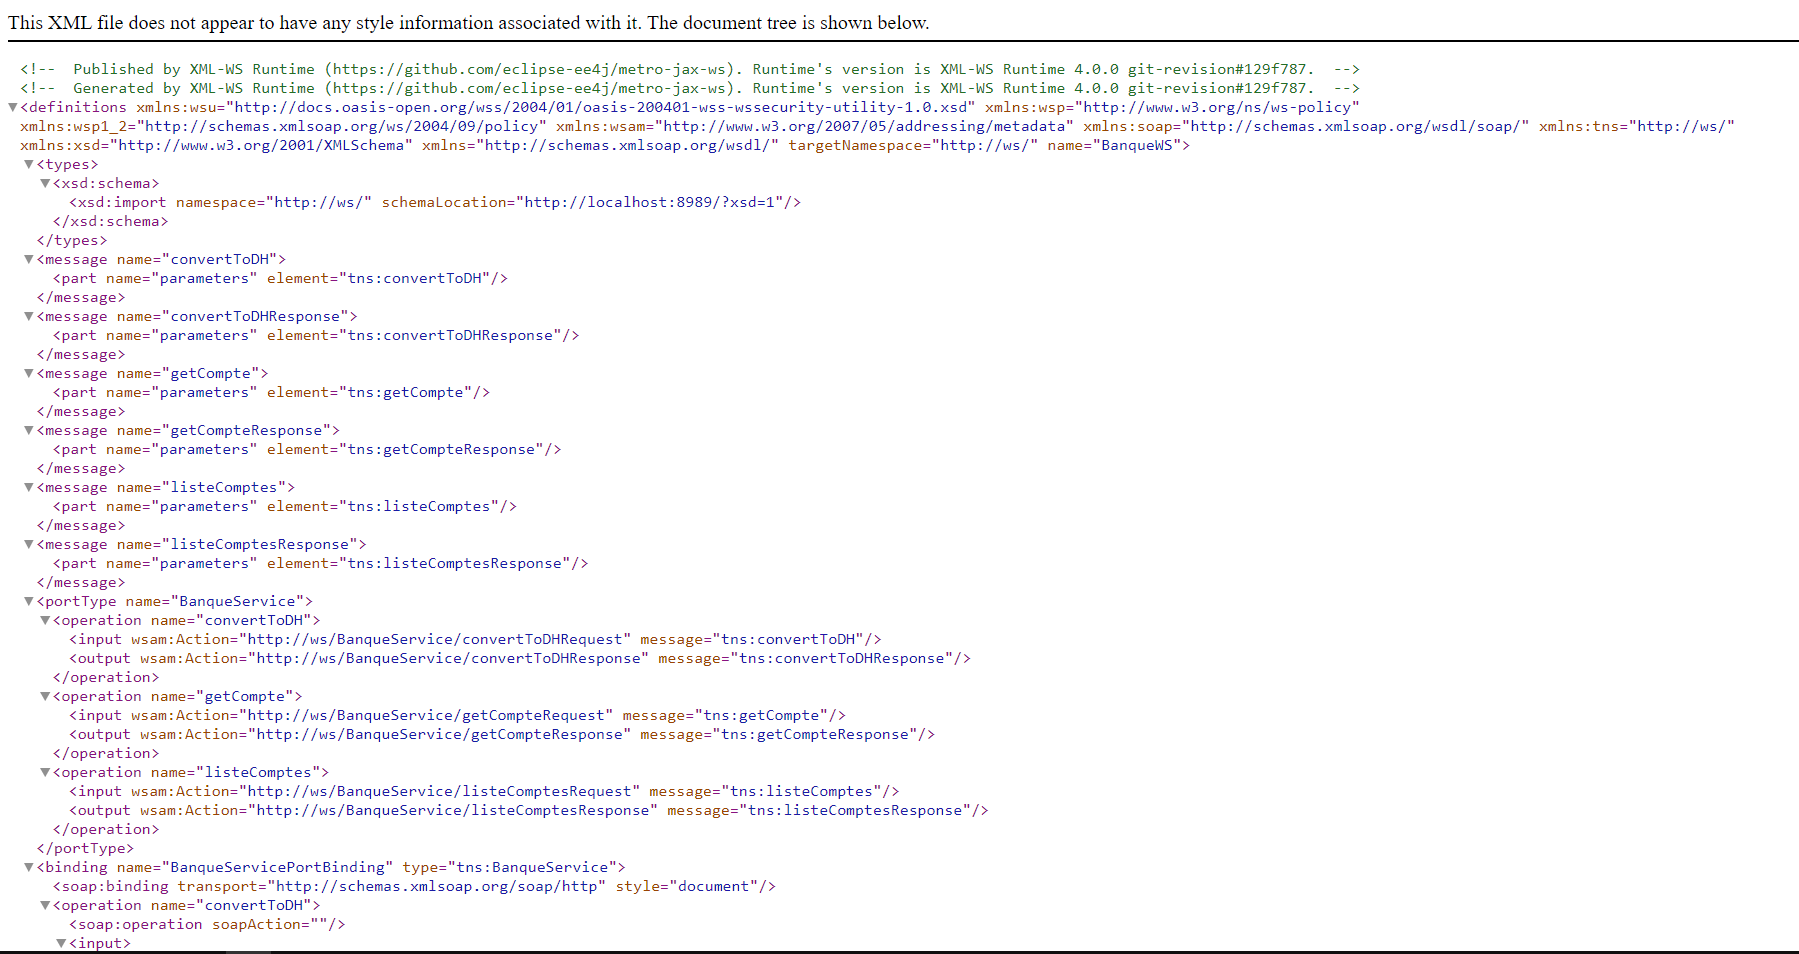 This XML file does not appear to have any style information associated with it. The document tree is shown below.
<!--  Published by XML-WS Runtime (https://github.com/eclipse-ee4j/metro-jax-ws). Runtime's version is XML-WS Runtime 4.0.0 git-revision#129f787.  -->
<!--  Generated by XML-WS Runtime (https://github.com/eclipse-ee4j/metro-jax-ws). Runtime's version is XML-WS Runtime 4.0.0 git-revision#129f787.  -->
▼<definitions xmlns:wsu="http://docs.oasis-open.org/wss/2004/01/oasis-200401-wss-wssecurity-utility-1.0.xsd" xmlns:wsp="http://www.w3.org/ns/ws-policy"
xmlns:wsp1_2="http://schemas.xmlsoap.org/ws/2004/09/policy" xmlns:wsam="http://www.w3.org/2007/05/addressing/metadata" xmlns:soap="http://schemas.xmlsoap.org/wsdl/soap/" xmlns:tns="http://ws/"
xmlns:xsd="http://www.w3.org/2001/XMLSchema" xmlns="http://schemas.xmlsoap.org/wsdl/" targetNamespace="http://ws/" name="BanqueWS">
▼<types>
▼<xsd:schema>
<xsd:import namespace="http://ws/" schemaLocation="http://localhost:8989/?xsd=1"/>
</xsd:schema>
</types>
▼<message name="convertToDH">
<part name="parameters" element="tns:convertToDH"/>
</message>
▼<message name="convertToDHResponse">
<part name="parameters" element="tns:convertToDHResponse"/>
</message>
▼<message name="getCompte">
<part name="parameters" element="tns:getCompte"/>
</message>
▼<message name="getCompteResponse">
<part name="parameters" element="tns:getCompteResponse"/>
</message>
▼<message name="listeComptes">
<part name="parameters" element="tns:listeComptes"/>
</message>
▼<message name="listeComptesResponse">
<part name="parameters" element="tns:listeComptesResponse"/>
</message>
▼<portType name="BanqueService">
▼<operation name="convertToDH">
<input wsam:Action="http://ws/BanqueService/convertToDHRequest" message="tns:convertToDH"/>
<output wsam:Action="http://ws/BanqueService/convertToDHResponse" message="tns:convertToDHResponse"/>
</operation>
▼<operation name="getCompte">
<input wsam:Action="http://ws/BanqueService/getCompteRequest" message="tns:getCompte"/>
<output wsam:Action="http://ws/BanqueService/getCompteResponse" message="tns:getCompteResponse"/>
</operation>
▼<operation name="listeComptes">
<input wsam:Action="http://ws/BanqueService/listeComptesRequest" message="tns:listeComptes"/>
<output wsam:Action="http://ws/BanqueService/listeComptesResponse" message="tns:listeComptesResponse"/>
</operation>
</portType>
▼<binding name="BanqueServicePortBinding" type="tns:BanqueService">
<soap:binding transport="http://schemas.xmlsoap.org/soap/http" style="document"/>
▼<operation name="convertToDH">
<soap:operation soapAction=""/>
▼<input>